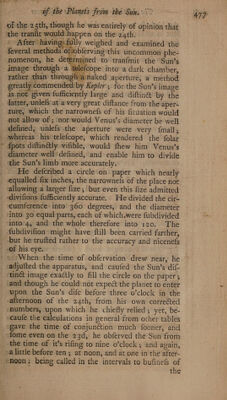 of the Planets from the Sun. 477
of the 25th, though he was entirely of opinion that
the transit would happen on the 24th.
After having fully weighed and examined the
several methods of observing this uncommon phe-
nomenon, he determined to transmit the Sun's
image through a telescope into a dark chamber,
rather than through a naked aperture, a method
greatly commended by Kepler; for the Sun's image
is not given sufficiently large and distinct by the
latter, unless at a very great distance from the aper-
ture, which the narrowness of his situation would
not allow of; nor would Venus's diameter be well
defined, unless the aperture were very small;
whereas his telescope, which rendered the solar
spots distinctly visible, would shew him Venus's
diameter well defined, and enable him to divide
the Sun's limb more accurately.
He described a circle on paper which nearly
equalled six inches, the narrowness of the place not
allowing a larger size; but even this size admitted
divisions sufficiently accurate. He divided the cir-
cumference into 360 degrees, and the diameter
into 30 equal parts, each of which were subdivided
into 4, and the whole therefore into 120. The
subdivision might have still been carried farther,
but he trusted rather to the accuracy and niceness
of his eye.
When the time of observation drew near, he
adjusted the apparatus, and caused the Sun's dis-
tinct image exactly to fill the circle on the paper;
and though he could not expect the planet to enter
upon the Sun's disc before three o'clock in the
afternoon of the 24th, from his own corrected
numbers, upon which he chiefly relied; yet, be-
cause the calculations in general from other tables
gave the time of conjunction much sooner, and
some even on the 23d, he observed the Sun from
the time of it's rising to nine o'clock; and again,
a little before ten; at noon, and at one in the after-
noon; being called in the intervals to business of
the